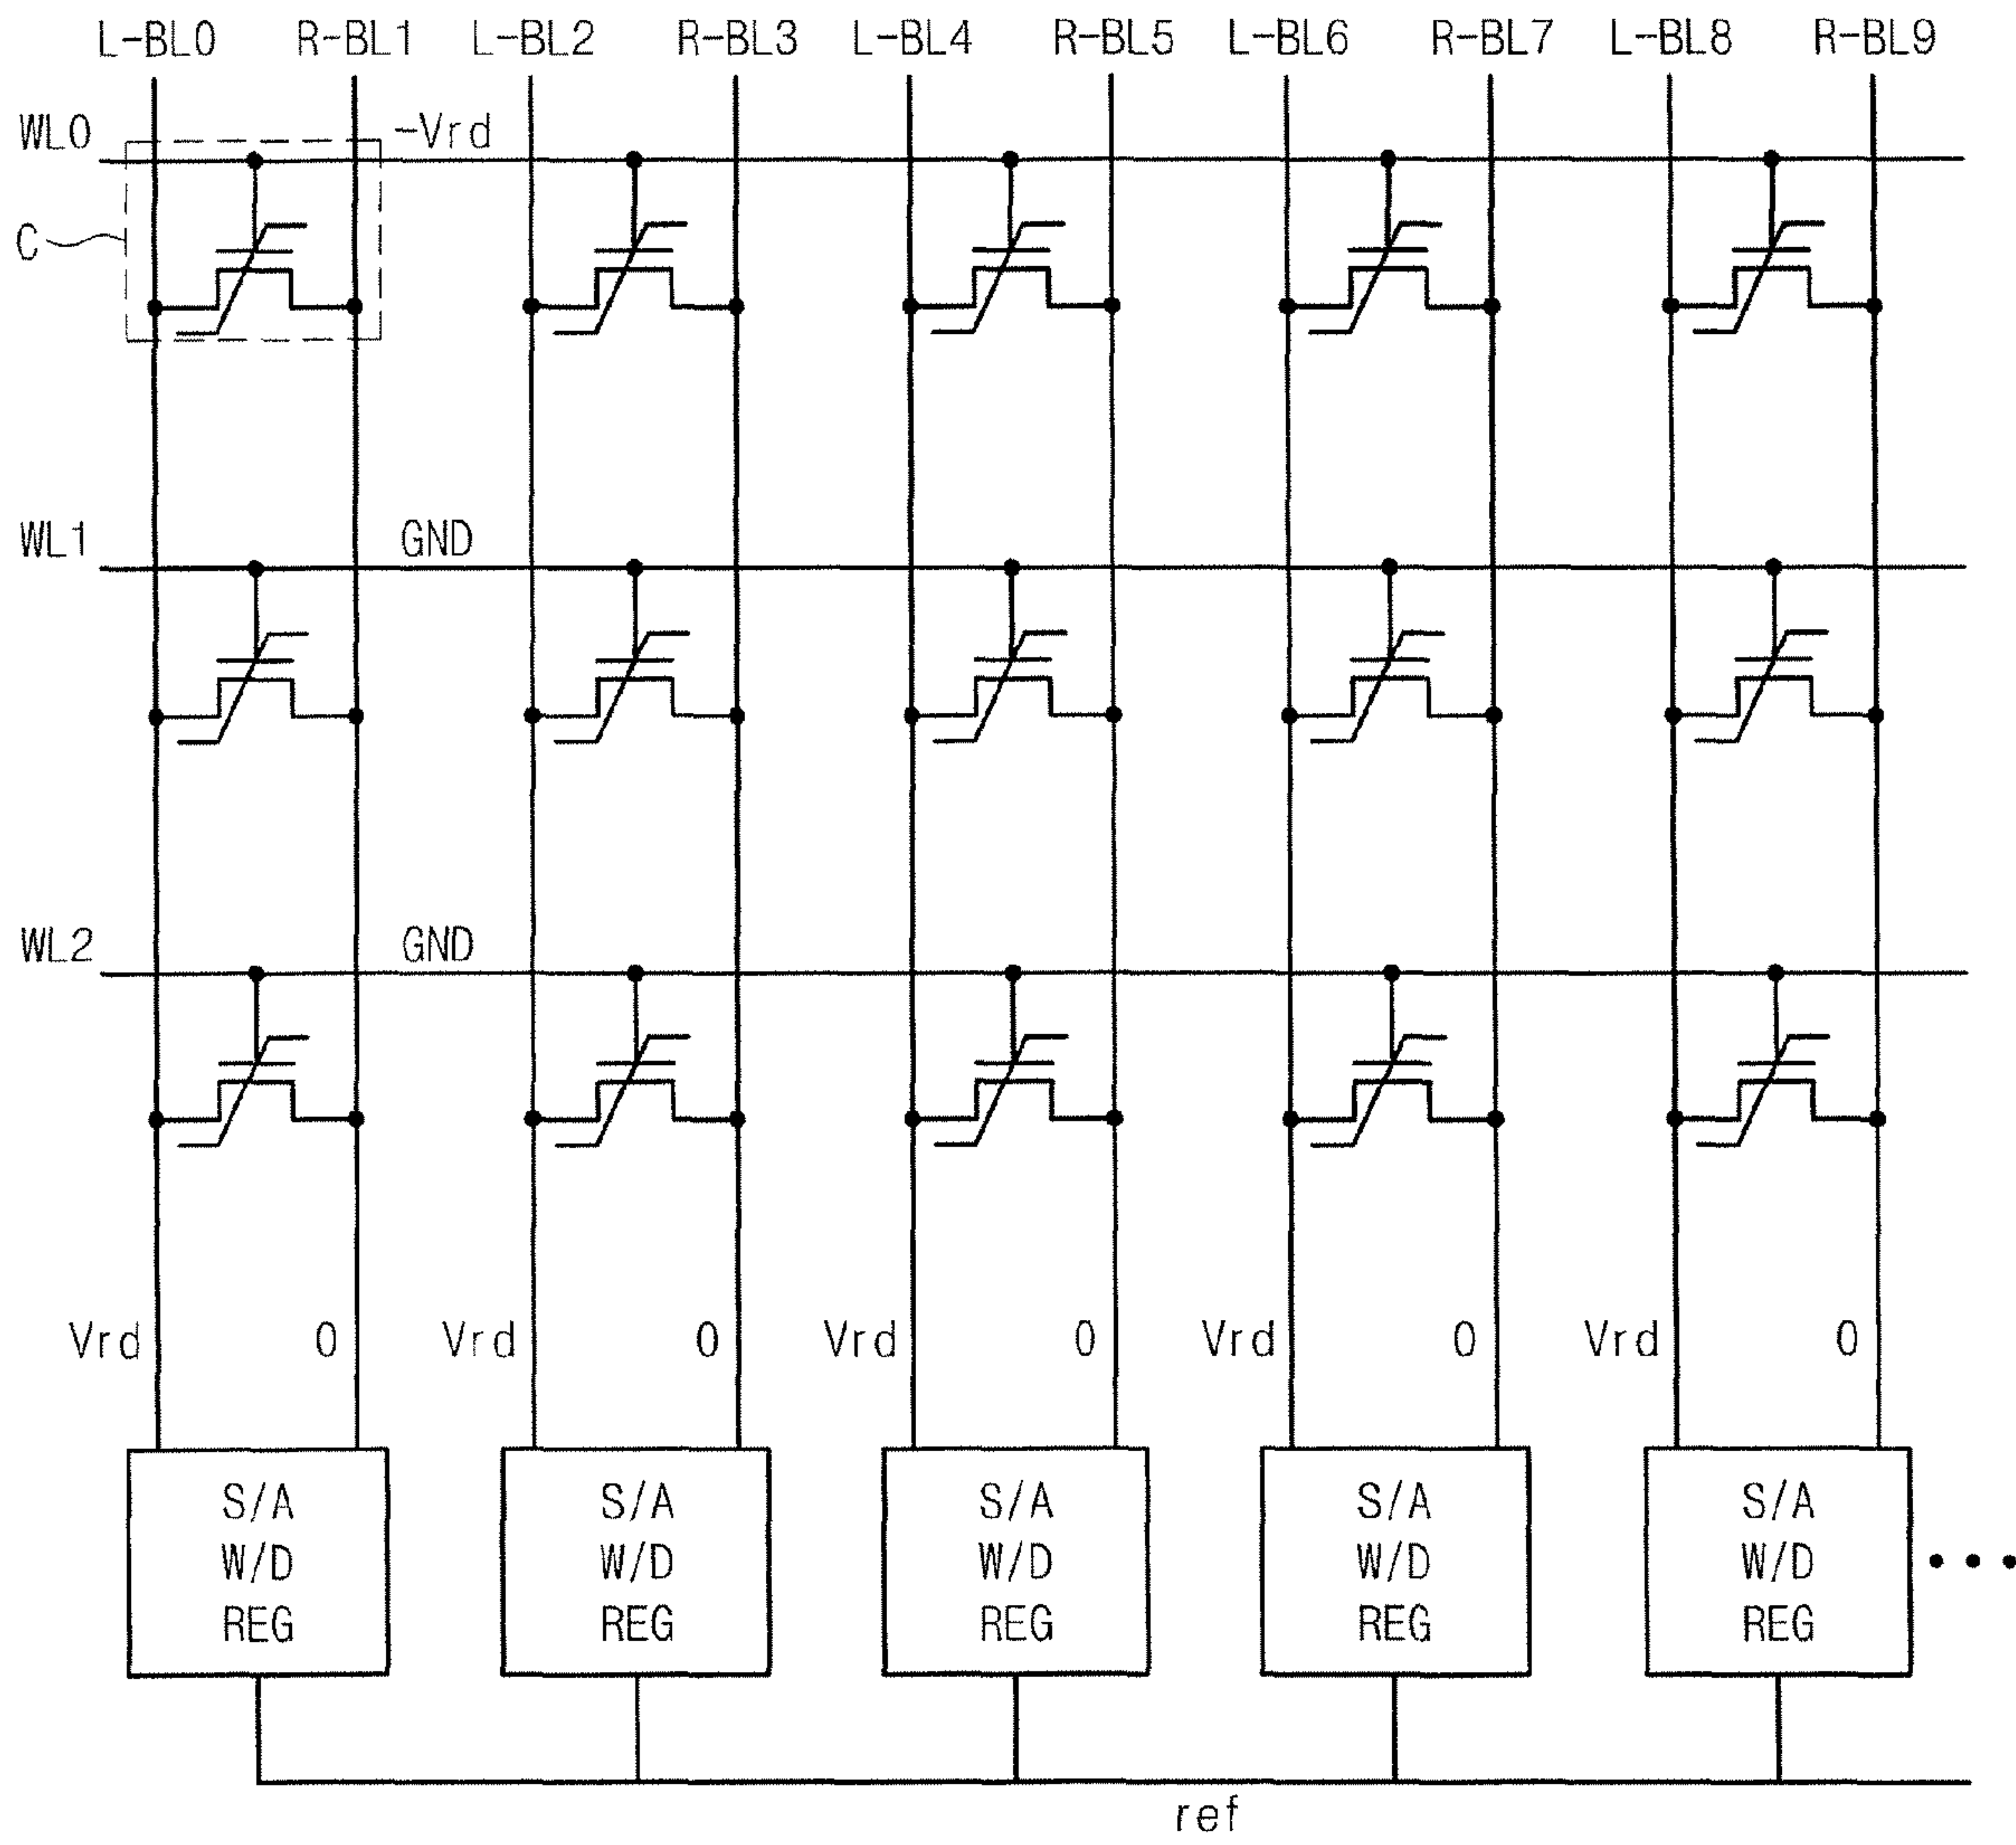 L-BL0 R-BL1 L-BL2 R-BL3 L-BL4 R-BL5 L-BL6 R-BL7 L-BL8 R-BL9
WL0 -Vrd
C
WL1 GND
WL2 GND
Vrd 0 Vrd 0 Vrd 0 Vrd 0 Vrd 0
S/A S/A S/A S/A S/A
W/D W/D W/D W/D W/D
REG REG REG REG REG
ref